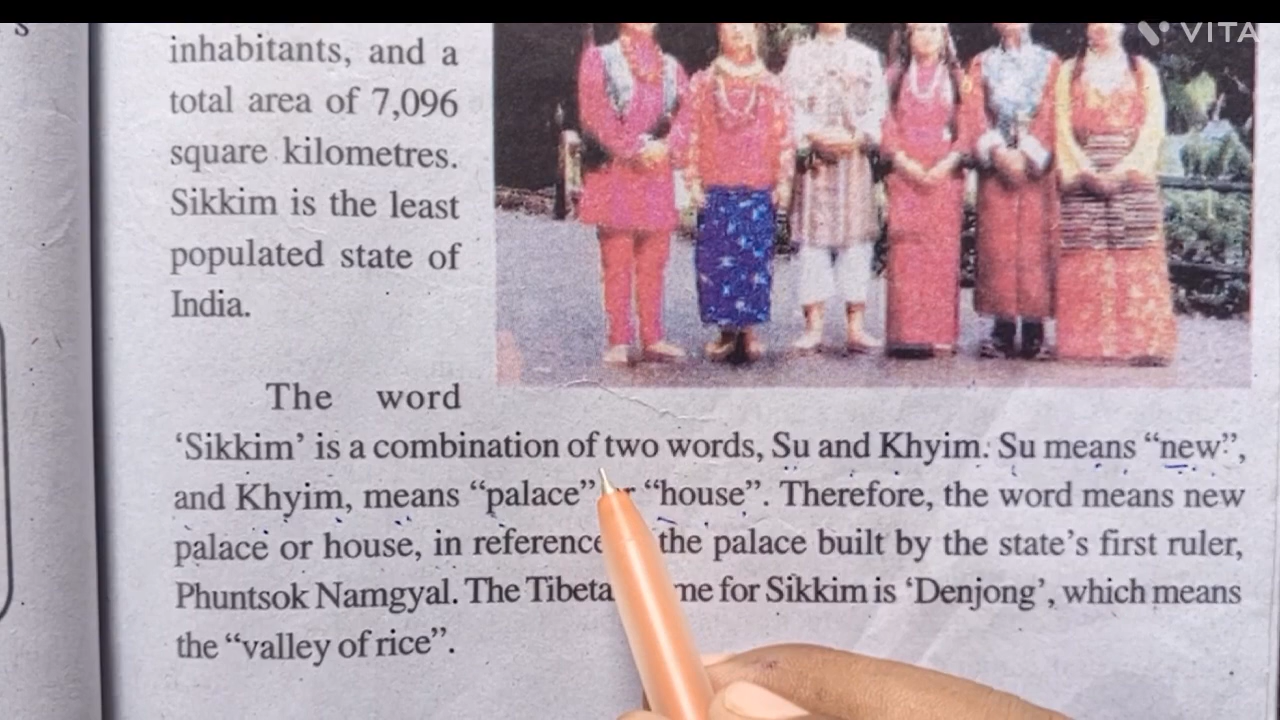 s
VITA
inhabitants, and a
total area of 7,096
square kilometres.
Sikkim is the least
populated state of
India.
The word
‘Sikkim’ is a combination of two words, Su and Khyim. Su means “new”,
and Khyim, means “palace” “house”. Therefore, the word means new
palace or house, in reference the palace built by the state’s first ruler,
Phuntsok Namgyal. The for Sikkim is ‘Denjong’, which means
the “valley of rice”.